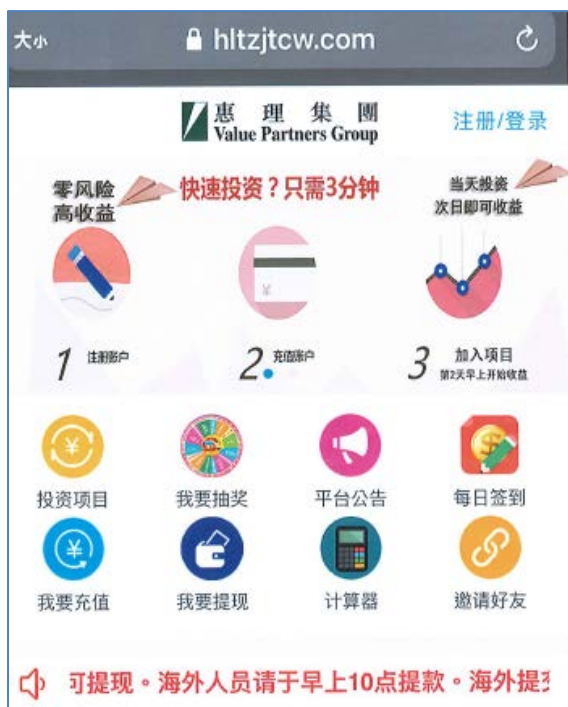 大小 hltzjtcw.com
惠理集團
Value Partners Group
注册/登录
零风险
高收益
快速投资？只需3分钟
当天投资
次日即可收益
1 注册账户
2 充值账户
3 加入项目
第2天早上开始收益
投资项目 我要抽奖 平台公告 每日签到
我要充值 我要提现 计算器 邀请好友
可提现。海外人员请于早上10点提款。海外提